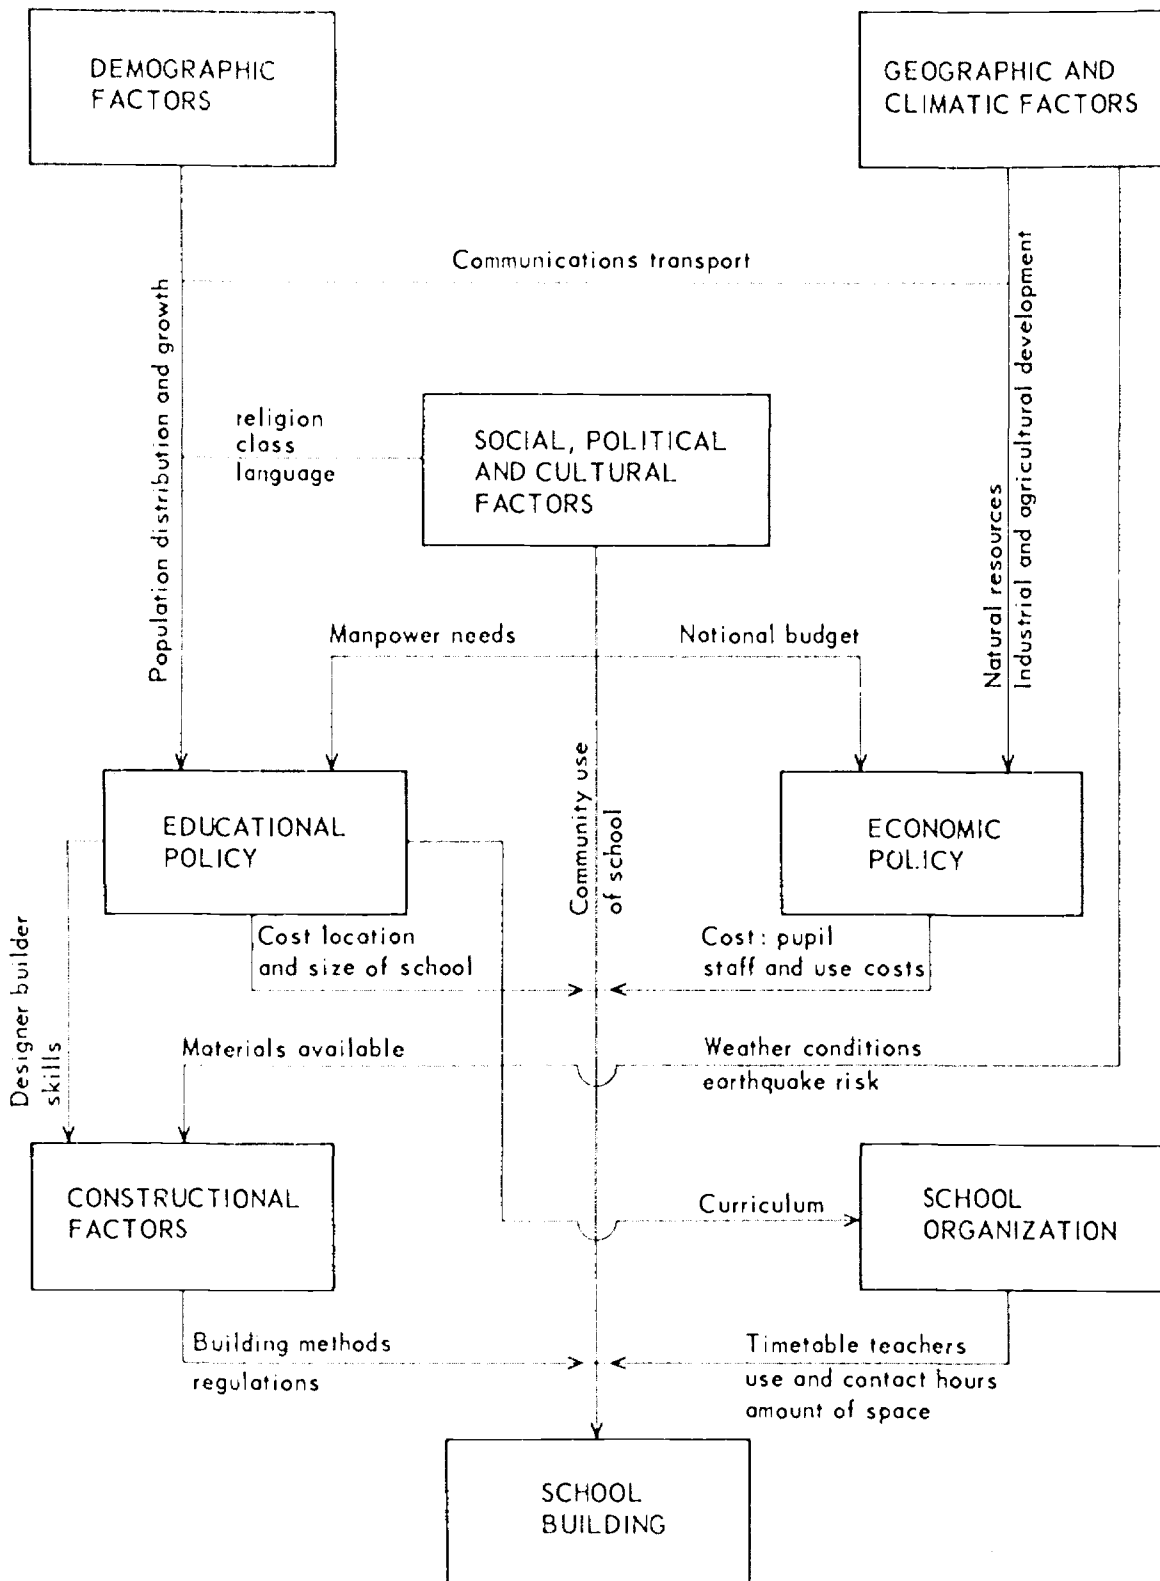 DEMOGRAPHIC
FACTORS
GEOGRAPHIC AND
CLIMATIC FACTORS
Communications transport
Population distribution and growth
religion
class
language
SOCIAL, POLITICAL
AND CULTURAL
FACTORS
Natural resources
Industrial and agricultural development
Manpower needs
National budget
Community use
of school
EDUCATIONAL
POLICY
ECONOMIC
POLICY
Cost location
and size of school
Cost: pupil
staff and use costs
Designer builder
skills
Materials available
Weather conditions
earthquake risk
CONSTRUCTIONAL
FACTORS
Curriculum
SCHOOL
ORGANIZATION
Building methods
regulations
Timetable teachers
use and contact hours
amount of space
SCHOOL
BUILDING